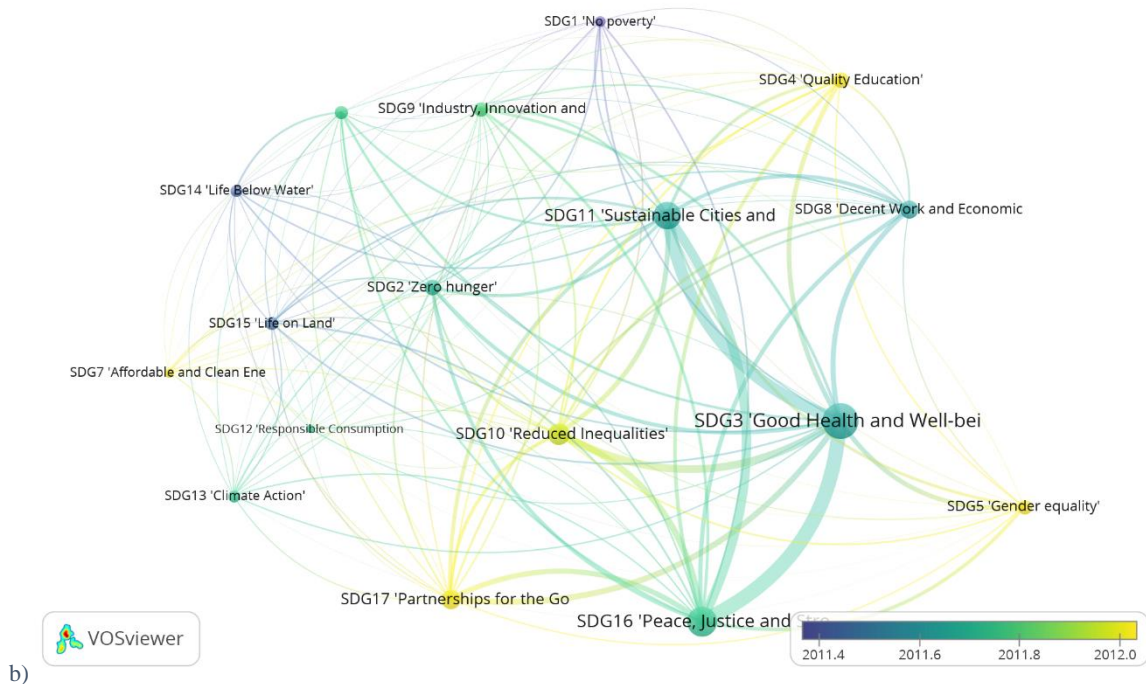 SDG1 'No poverty'
SDG4 'Quality Education'
SDG9 'Industry, Innovation and
SDG14 'Life Below Water'
SDG11 'Sustainable Cities and
SDG8 'Decent Work and Economic
SDG2 'Zero hunger'
SDG15 'Life on Land'
SDG7 'Affordable and Clean Ene
SDG3 'Good Health and Well-bei
SDG12 'Responsible Consumption
SDG10 'Reduced Inequalities'
SDG13 'Climate Action'
SDG5 'Gender equality'
SDG17 'Partnerships for the Go
SDG16 'Peace, Justice and Stro
VOSviewer
2011.4 2011.6 2011.8 2012.0
b)